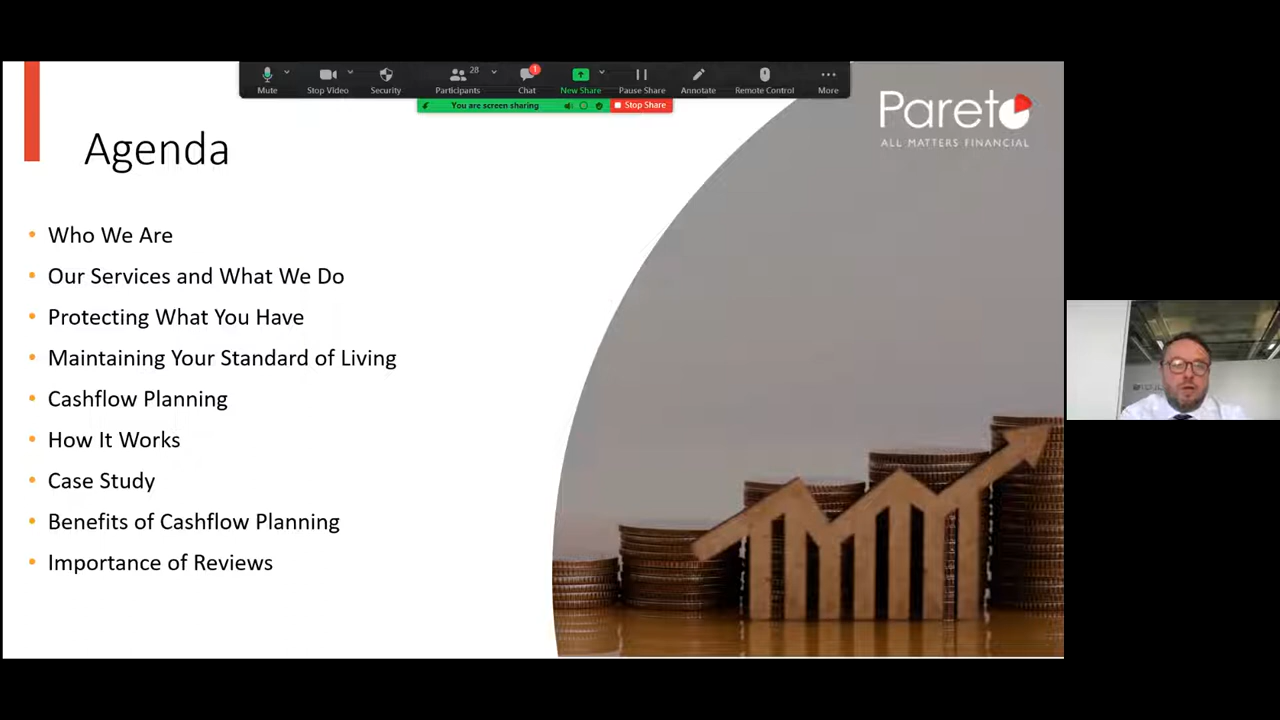 28
1
Mute
Stop Video
Security
Participants
Chat
New Share
Pause Share
Annotate
Remote Control
More
You are screen sharing
Stop Share
Pareto
ALL MATTERS FINANCIAL
Agenda
• Who We Are
• Our Services and What We Do
• Protecting What You Have
• Maintaining Your Standard of Living
• Cashflow Planning
• How It Works
• Case Study
• Benefits of Cashflow Planning
• Importance of Reviews